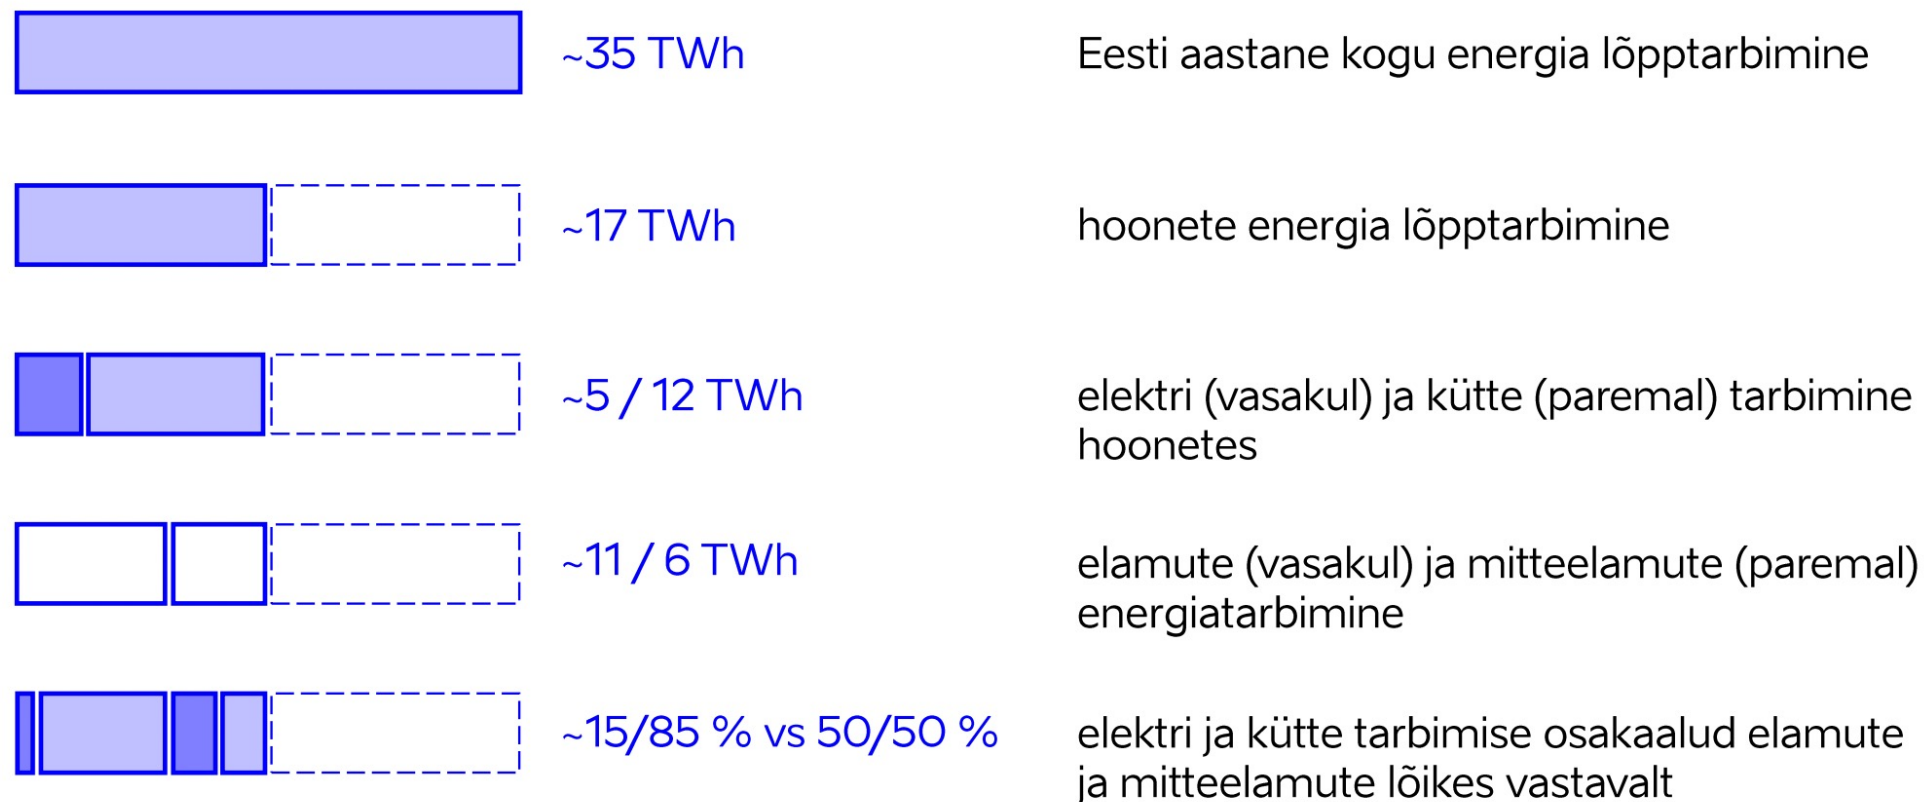 ~35 TWh
Eesti aastane kogu energia lõpptarbimine
~17 TWh
hoonete energia lõpptarbimine
~5 / 12 TWh
elektri (vasakul) ja kütte (paremal) tarbimine
hoonetes
~11 / 6 TWh
elamute (vasakul) ja mitteelamute (paremal)
energiatarbimine
~15/85 % vs 50/50 %
elektri ja kütte tarbimise osakaalud elamute
ja mitteelamute lõikes vastavalt